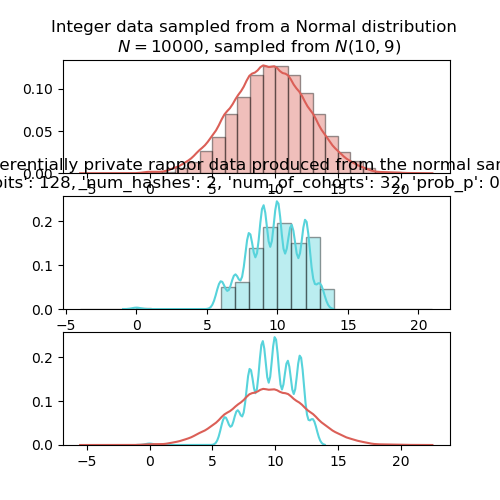 Integer data sampled from a Normal distribution
N = 10000, sampled from N(10, 9)
0.10
0.05
0.00
−5 0 5 10 15 20
erentially private rappor data produced from the normal sam
bits': 128, 'num_hashes': 2, 'num_of_cohorts': 32, 'prob_p': 0
0.2
0.1
0.0
−5 0 5 10 15 20
0.2
0.1
0.0
−5 0 5 10 15 20